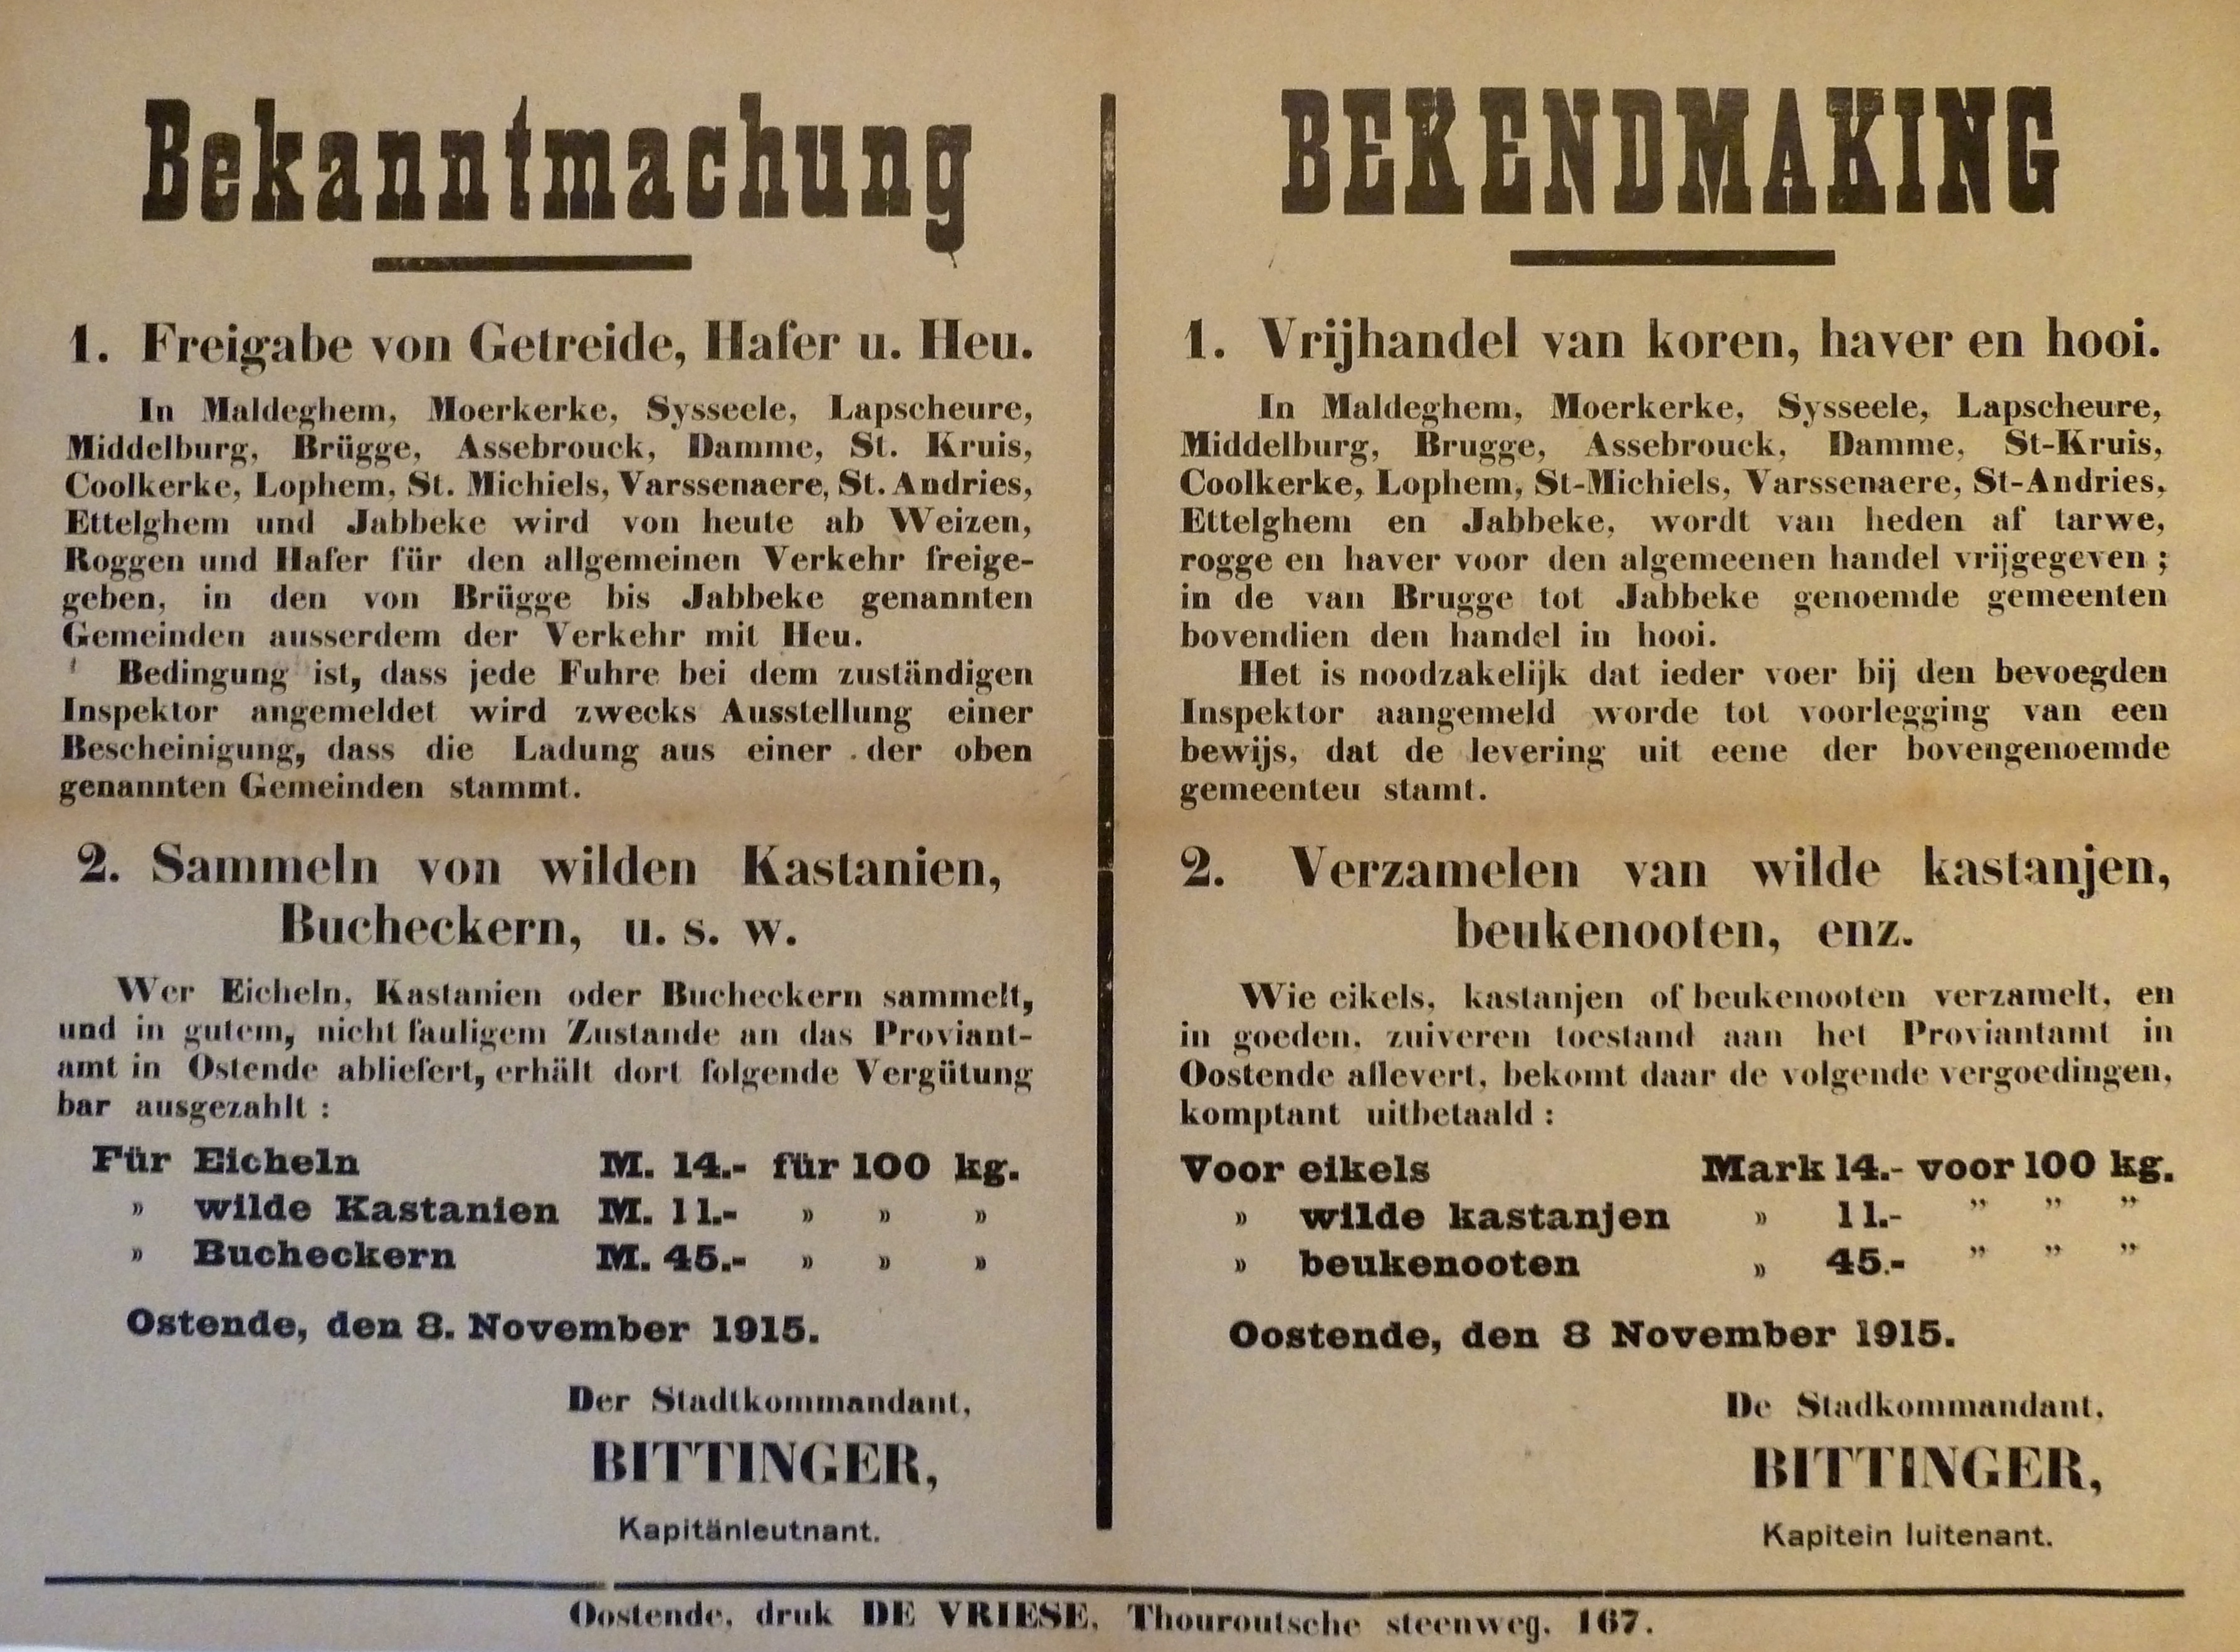 Bekanntmachung
1. Freigabe von Getreide, Hafer u. Heu.
In Maldeghem, Moerkerke, Sysseele, Lapscheure,
Middelburg, Brügge, Assebrouck, Damme, St. Kruis,
Coolkerke, Lophem, St. Michiels, Varssenaere, St. Andries,
Ettelghem und Jabbeke wird von heute ab Weizen,
Roggen und Hafer für den allgemeinen Verkehr freige-
geben, in den von Brügge bis Jabbeke genannten
Gemeinden ausserdem der Verkehr mit Heu.
Bedingung ist, dass jede Fuhre bei dem zuständigen
Inspektor angemeldet wird zwecks Ausstellung einer
Bescheinigung, dass die Ladung aus einer der oben
genannten Gemeinden stammt.
2. Sammeln von wilden Kastanien,
Bucheckern, u. s. w.
Wer Eicheln, Kastanien oder Bucheckern sammelt,
und in gutem, nicht fauligem Zustande an das Proviant-
amt in Ostende abliefert, erhält dort folgende Vergütung
bar ausgezahlt :
Für Eicheln M. 14.- für 100 kg.
» wilde Kastanien M. 11.- » » »
» Bucheckern M. 45.- » » »
Ostende, den 8. November 1915.
Der Stadtkommandant,
BITTINGER,
Kapitänleutnant.
BEKENDMAKING
1. Vrijhandel van koren, haver en hooi.
In Maldeghem, Moerkerke, Sysseele, Lapscheure,
Middelburg, Brugge, Assebrouck, Damme, St-Kruis,
Coolkerke, Lophem, St-Michiels, Varssenaere, St-Andries,
Ettelghem en Jabbeke, wordt van heden af tarwe,
rogge en haver voor den algemeenen handel vrijgegeven ;
in de van Brugge tot Jabbeke genoemde gemeenten
bovendien den handel in hooi.
Het is noodzakelijk dat ieder voer bij den bevoegden
Inspektor aangemeld worde tot voorlegging van een
bewijs, dat de levering uit eene der bovengenoemde
gemeenteu stamt.
2. Verzamelen van wilde kastanjen,
beukenooten, enz.
Wie eikels, kastanjen of beukenooten verzamelt, en
in goeden, zuiveren toestand aan het Proviantamt in
Oostende aflevert, bekomt daar de volgende vergoedingen,
komptant uitbetaald :
Voor eikels Mark 14.- voor 100 kg.
» wilde kastanjen » 11.- ” ” ”
» beukenooten » 45.- ” ” ”
Oostende, den 8 November 1915.
De Stadkommandant,
BITTINGER,
Kapitein luitenant.
Oostende, druk DE VRIESE, Thouroutsche steenweg, 167.